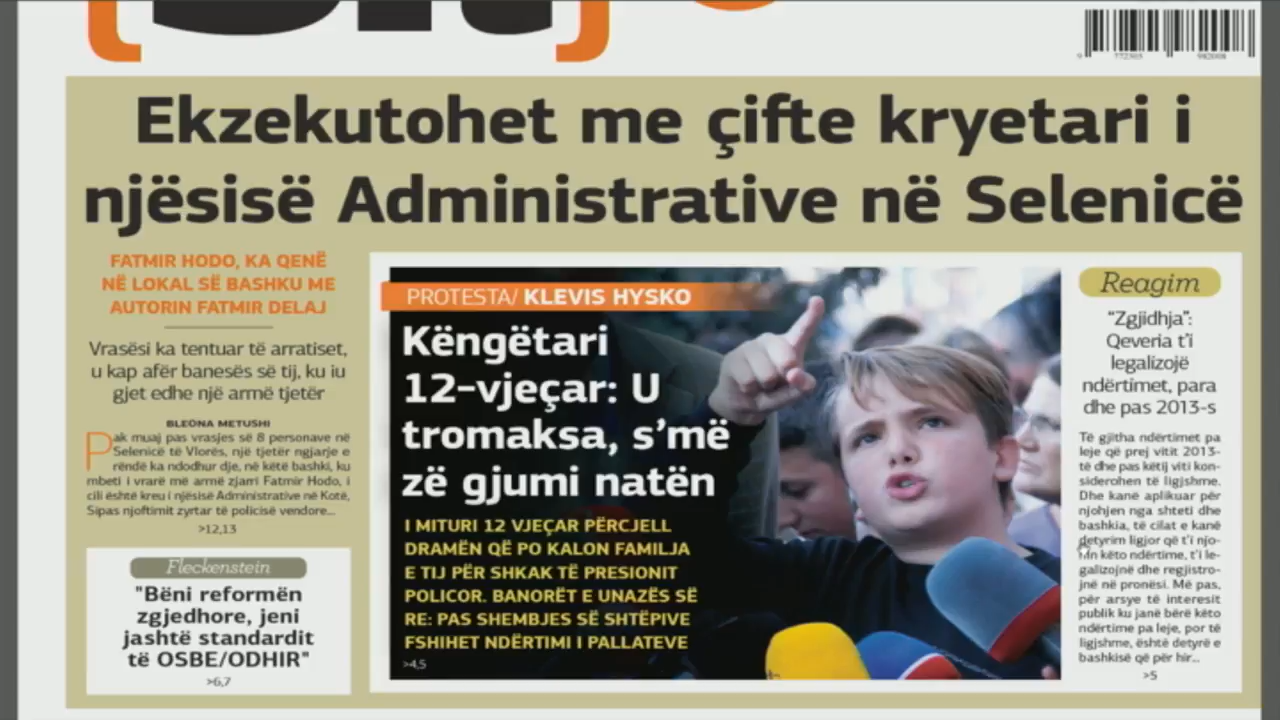 Ekzekutohet me çifte kryetari i
njësisë Administrative në Selenicë
FATMIR HODO, KA QENË
NË LOKAL SË BASHKU ME
AUTORIN FATMIR DELAJ
Vrasësi ka tentuar të arratiset,
u kap afër banesës së tij, ku iu
gjet edhe një armë tjetër
BLEONA METUSHI
Pak muaj pas vrasjes së 8 personave në
Selenicë të Vlorës, një tjetër ngjarje e
rëndë ka ndodhur dje, në këtë bashki, ku
mbeti i vrarë me armë zjarri Fatmir Hodo, i
cili është kreu i njësisë Administrative në Kotë,
Sipas njoftimit zyrtar të policisë vendore...
>12,13
Fleckenstein
"Bëni reformën
zgjedhore, jeni
jashtë standardit
të OSBE/ODHIR"
>6,7
PROTESTA/ KLEVIS HYSKO
Këngëtari
12-vjeçar: U
tromaksa, s'më
zë gjumi natën
I MITURI 12 VJEÇAR PËRCJELL
DRAMËN QË PO KALON FAMILJA
E TIJ PËR SHKAK TË PRESIONIT
POLICOR. BANORËT E UNAZËS SË
RE: PAS SHEMBJES SË SHTËPIVE
FSHIHET NDËRTIMI I PALLATEVE
>4,5
Reagim
"Zgjidhja":
Qeveria t'i
legalizojë
ndërtimet, para
dhe pas 2013-s
Të gjitha ndërtimet pa
leje që prej vitit 2013-
të dhe pas këtij viti kon-
siderohen të ligjshme.
Dhe kanë aplikuar për
njohjen nga shteti dhe
bashkia, të cilat e kanë
detyrim ligjor që t'i njo-
hin këto ndërtime, t'i le-
galizojnë dhe regjistro-
jnë në pronësi. Më pas,
për arsye të interesit
publik ku janë bërë këto
ndërtime pa leje, por të
ligjshme, është detyrë e
bashkisë që për hir...
>5